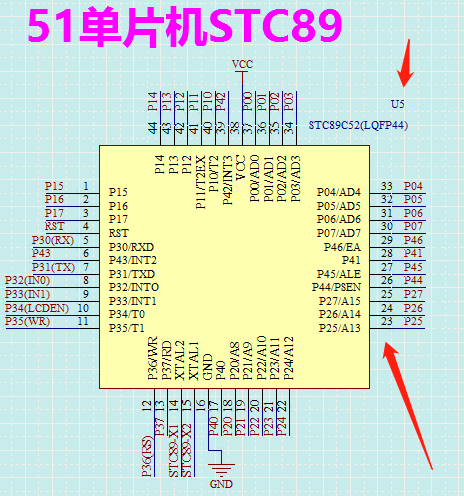 51单片机STC89
VCC
U5
STC89C52(LQFP44)
P14 P13 P12 P11 P10 P42 P00 P01 P02 P03
44 43 42 41 40 39 38 37 36 35 34
P14 P13 P12 P11/T2EX P10/T2 P42/INT3 VCC P00/AD0 P01/AD1 P02/AD2 P03/AD3
P15 1 P15 P04/AD4 33 P04
P16 2 P16 P05/AD5 32 P05
P17 3 P17 P06/AD6 31 P06
RST 4 RST P07/AD7 30 P07
P30(RX) 5 P30/RXD P46/EA 29 P46
P43 6 P43/INT2 P41 28 P41
P31(TX) 7 P31/TXD P45/ALE 27 P45
P32(IN0) 8 P32/INTO P44/PSEN 26 P44
P33(IN1) 9 P33/INT1 P27/A15 25 P27
P34(LCDEN) 10 P34/T0 P26/A14 24 P26
P35(WR) 11 P35/T1 P25/A13 23 P25
P36/WR P37/RD XTAL2 XTAL1 GND P40 P20/A8 P21/A9 P22/A10 P23/A11 P24/A12
12 13 14 15 16 17 18 19 20 21 22
P36(RS) P37 STC89-X1 STC89-X2 P40 P20 P21 P22 P23 P24
GND